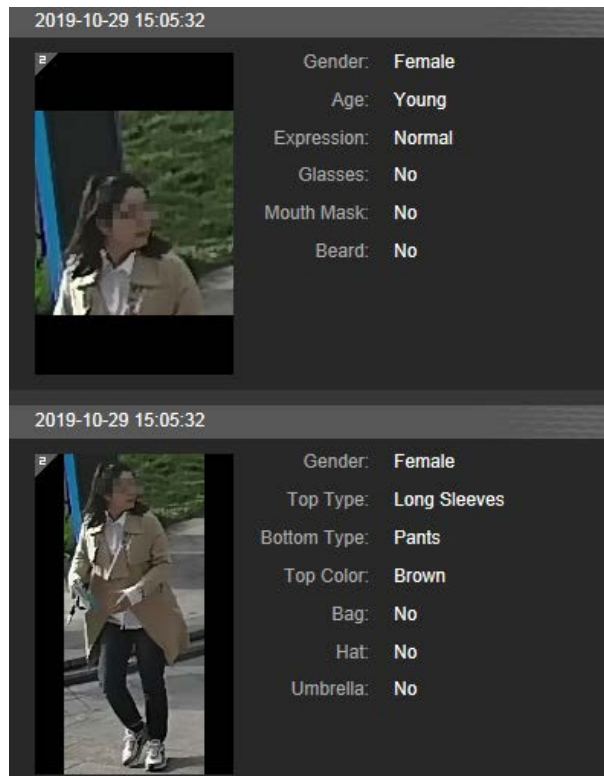 2019-10-29 15:05:32
2
Gender: Female
Age: Young
Expression: Normal
Glasses: No
Mouth Mask: No
Beard: No
2019-10-29 15:05:32
2
Gender: Female
Top Type: Long Sleeves
Bottom Type: Pants
Top Color: Brown
Bag: No
Hat: No
Umbrella: No